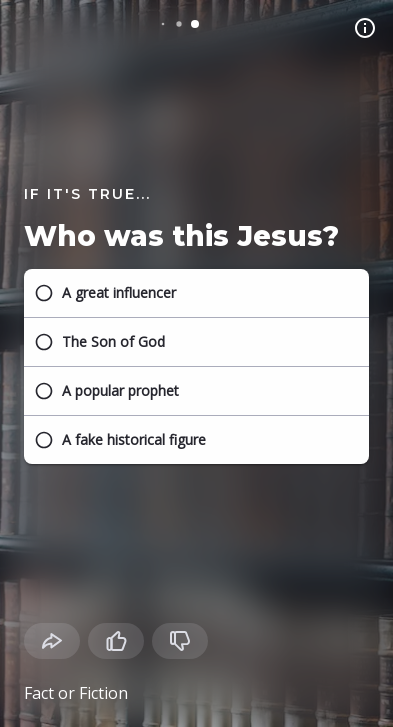 IF IT'S TRUE...
Who was this Jesus?
A great influencer
The Son of God
A popular prophet
A fake historical figure
Fact or Fiction